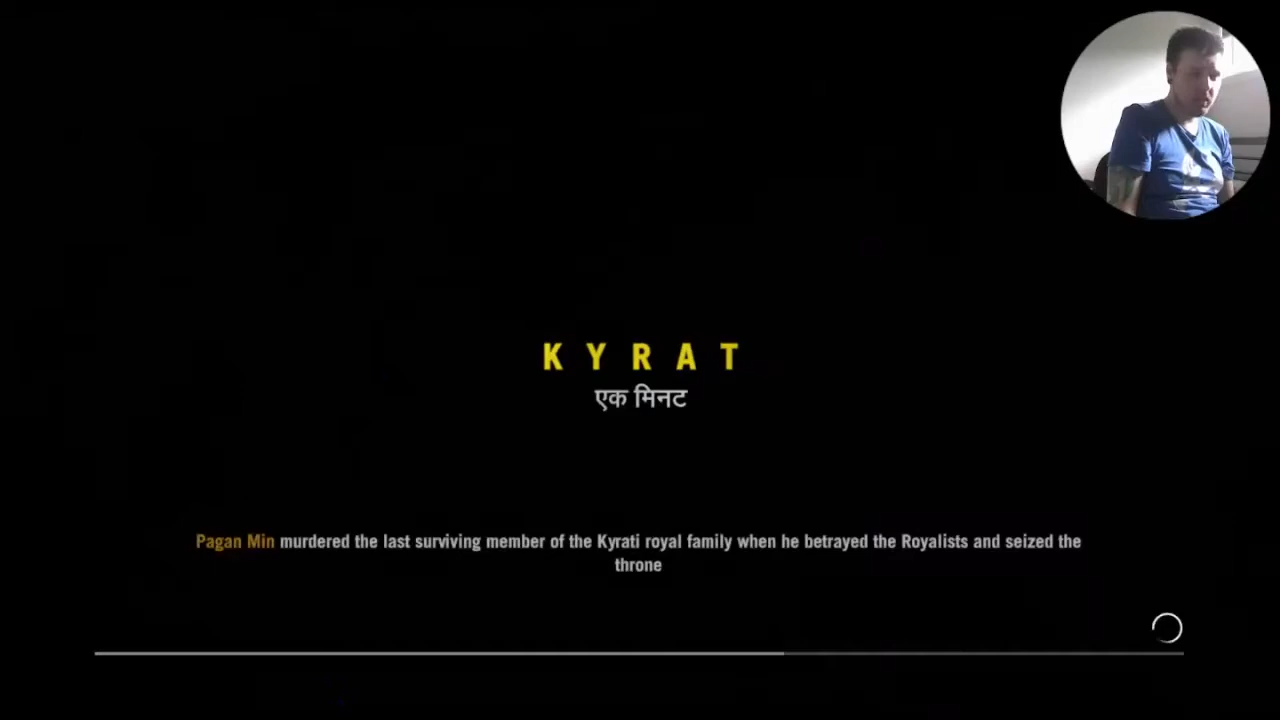 KYRAT
एक मिनट
Pagan Min murdered the last surviving member of the Kyrati royal family when he betrayed the Royalists and seized the
throne